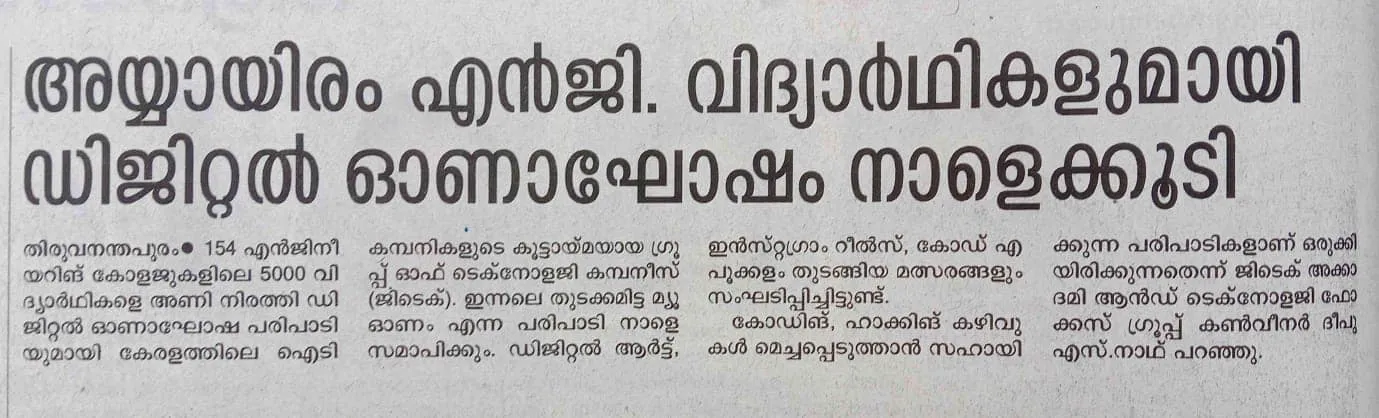 അയ്യായിരം എൻജി. വിദ്യാർഥികളുമായി
ഡിജിറ്റൽ ഓണാഘോഷം നാളെക്കൂടി
തിരുവനന്തപുരം● 154 എൻജിനീ
യറിങ് കോളജുകളിലെ 5000 വി
ദ്യാർഥികളെ അണി നിരത്തി ഡി
ജിറ്റൽ ഓണാഘോഷ പരിപാടി
യുമായി കേരളത്തിലെ ഐടി
കമ്പനികളുടെ കൂട്ടായ്മയായ ഗ്രൂ
പ്പ് ഓഫ് ടെക്നോളജി കമ്പനീസ്
(ജിടെക്). ഇന്നലെ തുടക്കമിട്ട മ്യൂ
ഓണം എന്ന പരിപാടി നാളെ
സമാപിക്കും. ഡിജിറ്റൽ ആർട്ട്,
ഇൻസ്റ്റഗ്രാം റീൽസ്, കോഡ് എ
പൂക്കളം തുടങ്ങിയ മത്സരങ്ങളും
സംഘടിപ്പിച്ചിട്ടുണ്ട്.
കോഡിങ്, ഹാക്കിങ് കഴിവു
കൾ മെച്ചപ്പെടുത്താൻ സഹായി
ക്കുന്ന പരിപാടികളാണ് ഒരുക്കി
യിരിക്കുന്നതെന്ന് ജിടെക് അക്കാ
ദമി ആൻഡ് ടെക്നോളജി ഫോ
ക്കസ് ഗ്രൂപ്പ് കൺവീനർ ദീപു
എസ്.നാഥ് പറഞ്ഞു.